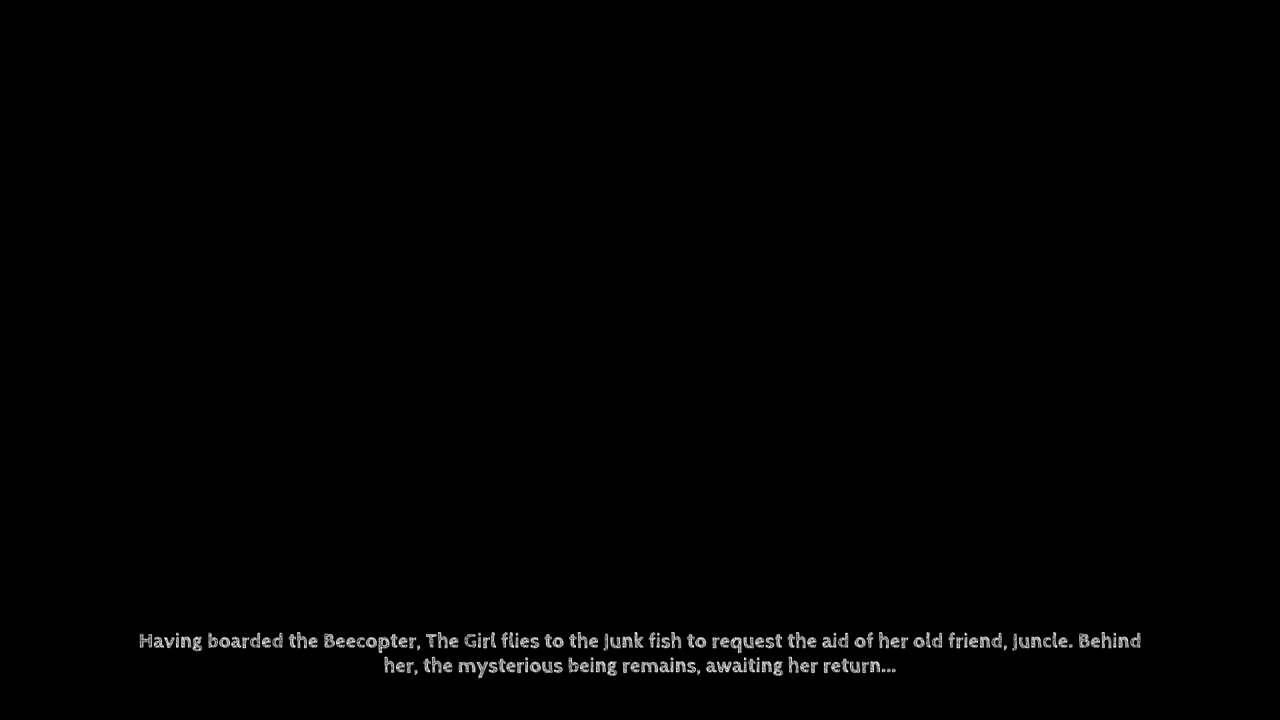 Having boarded the Beecopter, The Girl flies to the Junk fish to request the aid of her old friend, Juncle. Behind
her, the mysterious being remains, awaiting her return...